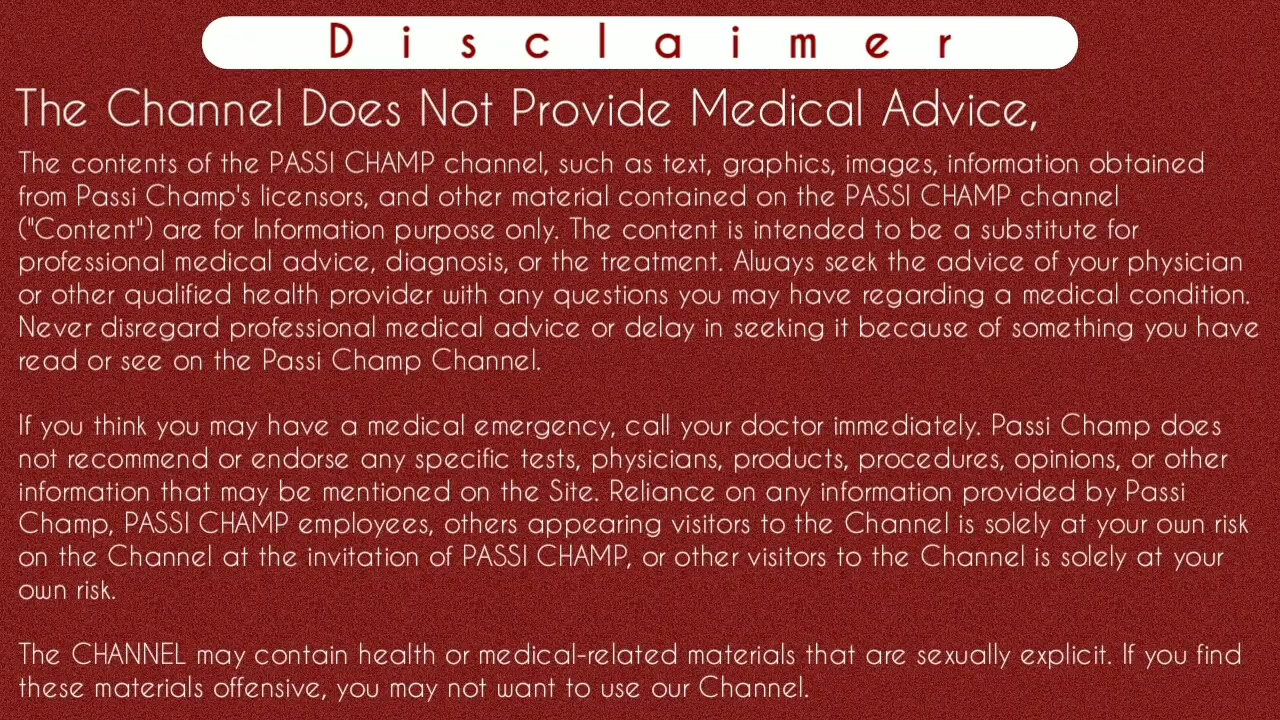 Disclaimer
The Channel Does Not Provide Medical Advice,
The contents of the PASSI CHAMP channel, such as text, graphics, images, information obtained
from Passi Champ's licensors, and other material contained on the PASSI CHAMP channel
("Content") are for Information purpose only. The content is intended to be a substitute for
professional medical advice, diagnosis, or the treatment. Always seek the advice of your physician
or other qualified health provider with any questions you may have regarding a medical condition.
Never disregard professional medical advice or delay in seeking it because of something you have
read or see on the Passi Champ Channel.
If you think you may have a medical emergency, call your doctor immediately. Passi Champ does
not recommend or endorse any specific tests, physicians, products, procedures, opinions, or other
information that may be mentioned on the Site. Reliance on any information provided by Passi
Champ, PASSI CHAMP employees, others appearing visitors to the Channel is solely at your own risk
on the Channel at the invitation of PASSI CHAMP, or other visitors to the Channel is solely at your
own risk.
The CHANNEL may contain health or medical-related materials that are sexually explicit. If you find
these materials offensive, you may not want to use our Channel.